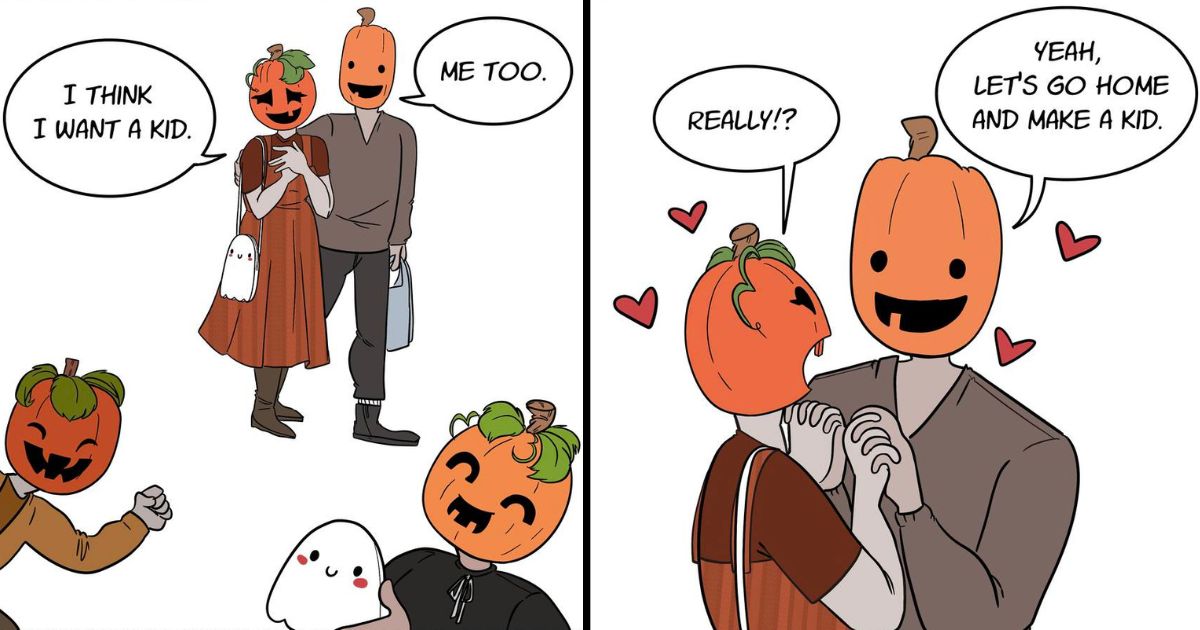 I THINK
I WANT A KID.
ME TOO.
REALLY!?
YEAH,
LET'S GO HOME
AND MAKE A KID.